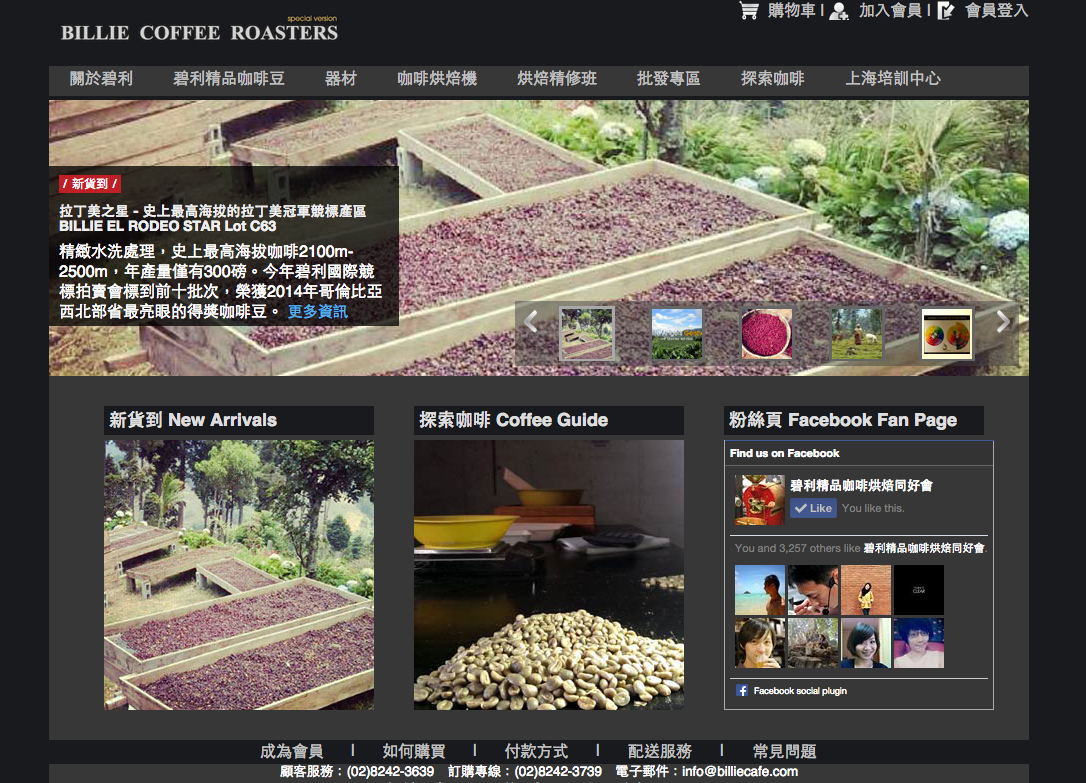 special version
BILLIE COFFEE ROASTERS
購物車 | 加入會員 | 會員登入
關於碧利 碧利精品咖啡豆 器材 咖啡烘焙機 烘焙精修班 批發專區 探索咖啡 上海培訓中心
/ 新貨到 /
拉丁美之星 - 史上最高海拔的拉丁美冠軍競標產區
BILLIE EL RODEO STAR Lot C63
精緻水洗處理，史上最高海拔咖啡2100m-
2500m，年產量僅有300磅。今年碧利國際競
標拍賣會標到前十批次，榮獲2014年哥倫比亞
西北部省最亮眼的得獎咖啡豆。 更多資訊
新貨到 New Arrivals
探索咖啡 Coffee Guide
粉絲頁 Facebook Fan Page
Find us on Facebook
碧利精品咖啡烘焙同好會
Like You like this.
You and 3,257 others like 碧利精品咖啡烘焙同好會.
CLEAR
Facebook social plugin
成為會員 | 如何購買 | 付款方式 | 配送服務 | 常見問題
顧客服務：(02)8242-3639 訂購專線：(02)8242-3739 電子郵件：info@billiecafe.com